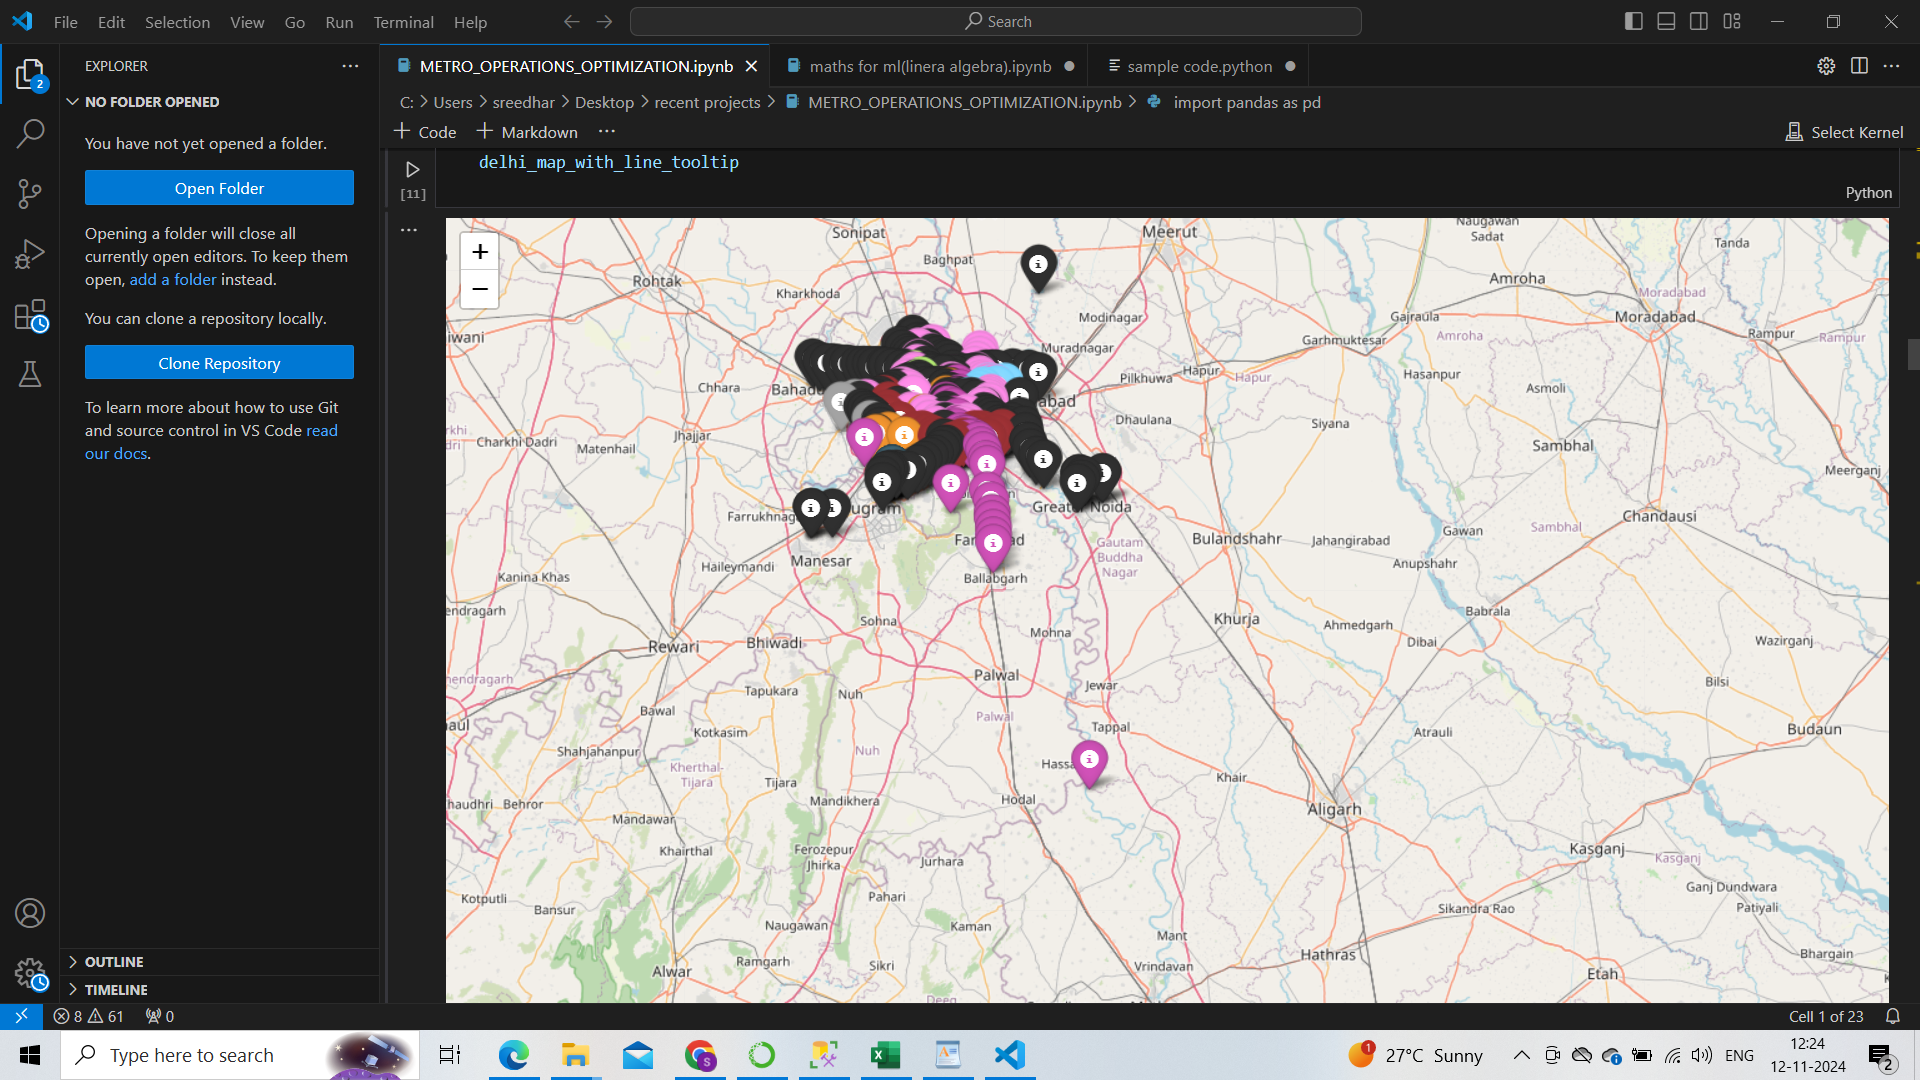 File Edit Selection View Go Run Terminal Help
Search
EXPLORER
NO FOLDER OPENED
You have not yet opened a folder.
Open Folder
Opening a folder will close all
currently open editors. To keep them
open, add a folder instead.
You can clone a repository locally.
Clone Repository
To learn more about how to use Git
and source control in VS Code read
our docs.
OUTLINE
TIMELINE
METRO_OPERATIONS_OPTIMIZATION.ipynb
maths for ml(linera algebra).ipynb
sample code.python
C: > Users > sreedhar > Desktop > recent projects > METRO_OPERATIONS_OPTIMIZATION.ipynb > import pandas as pd
+ Code + Markdown ...
Select Kernel
delhi_map_with_line_tooltip
[11]
Python
+
−
Sonipat
Meerut
Naugawan
Sadat
Tanda
Baghpat
Rohtak
Amroha
Moradabad
Kharkhoda
Modinagar
Gajraula
Moradabad
Rampur
Rampur
iwani
Muradnagar
Garhmuktesar
Amroha
Chhara
Bahadu
Pilkhuwa
Hapur
Hapur
Hasanpur
Asmoli
abad
Dhaulana
Siyana
Charkhi Dadri
Jhajjar
Matenhail
Sambhal
Meerganj
Farrukhnag
ugram
Greater Noida
Chandausi
Sambhal
Gawan
Manesar
Far
bad
Gautam
Buddha
Nagar
Bulandshahr
Jahangirabad
Haileymandi
Kanina Khas
Ballabgarh
Anupshahr
endragarh
Sohna
Khurja
Babrala
Ahmedgarh
Rewari
Bhiwadi
Mohna
Dibai
Wazirganj
hendragarh
Palwal
Jewar
Bilsi
Tapukara
Nuh
Bawal
Palwal
Tappal
aul
Kotkasim
Atrauli
Budaun
Shahjahanpur
Nuh
Hassa
Kherthal-
Tijara
Tijara
Khair
haudhri
Behror
Mandikhera
Hodal
Aligarh
Mandawar
Khairthal
Ferozepur
Jhirka
Jurhara
Kasganj
Kasganj
Kotputli
Pahari
Ganj Dundwara
Bansur
Naugawan
Kaman
Sikandra Rao
Patiyali
Mant
Ramgarh
Alwar
Sikri
Vrindavan
Hathras
Bhargain
Etah
Deeg
8 61 0
Cell 1 of 23
Type here to search
27°C Sunny
ENG
12:24
12-11-2024